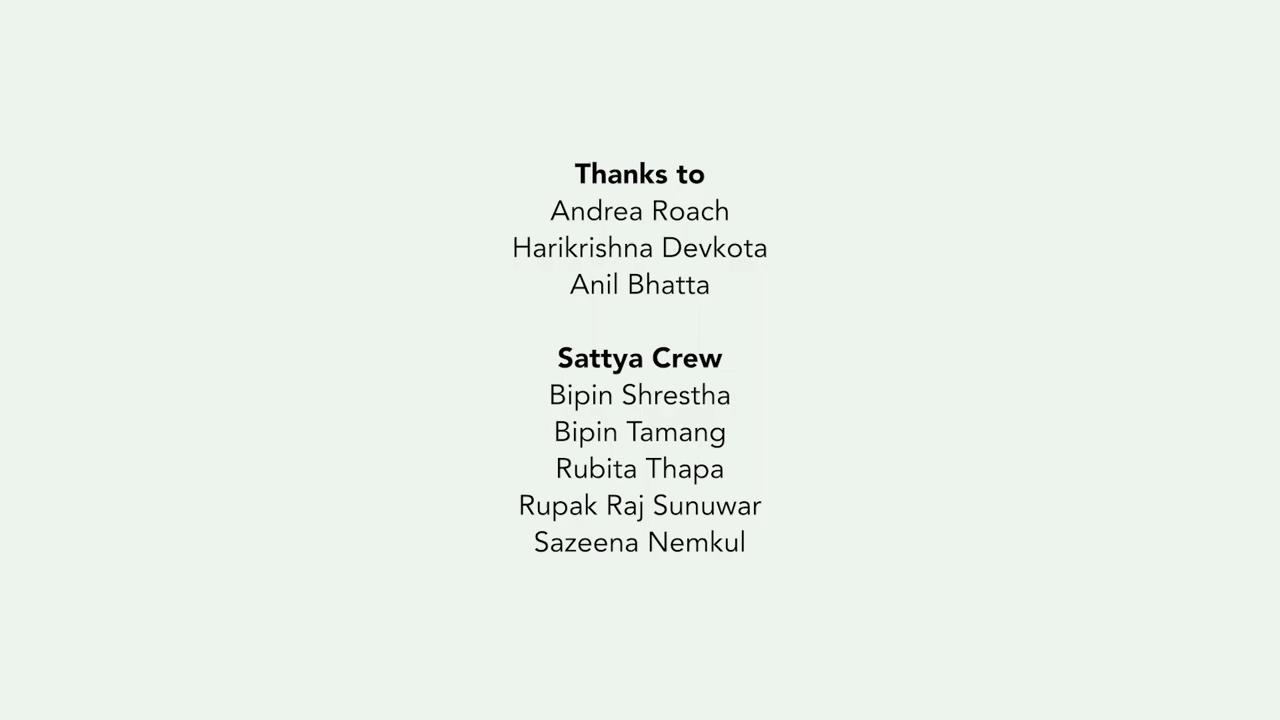 Thanks to
Andrea Roach
Harikrishna Devkota
Anil Bhatta
Sattya Crew
Bipin Shrestha
Bipin Tamang
Rubita Thapa
Rupak Raj Sunuwar
Sazeena Nemkul